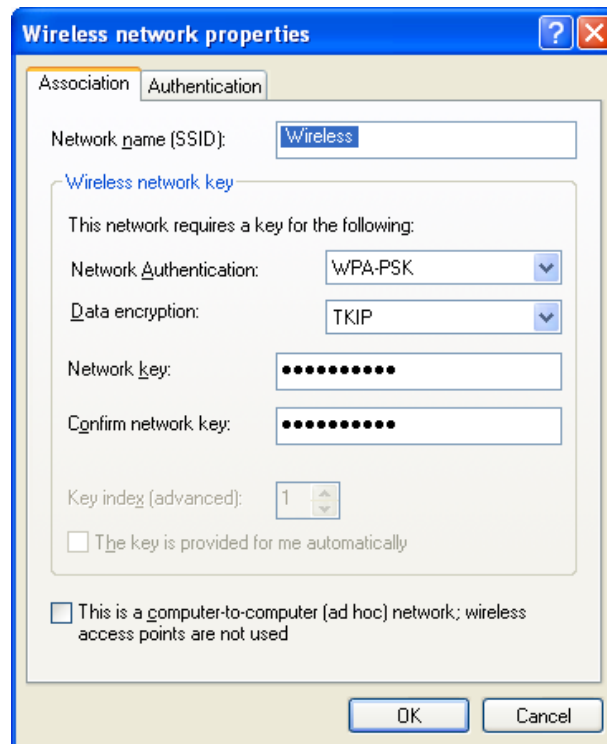 Wireless network properties
Association Authentication
Network name (SSID): Wireless
Wireless network key
This network requires a key for the following:
Network Authentication: WPA-PSK
Data encryption: TKIP
Network key: ●●●●●●●●●●
Confirm network key: ●●●●●●●●●●
Key index (advanced): 1
The key is provided for me automatically
This is a computer-to-computer (ad hoc) network; wireless
access points are not used
OK Cancel